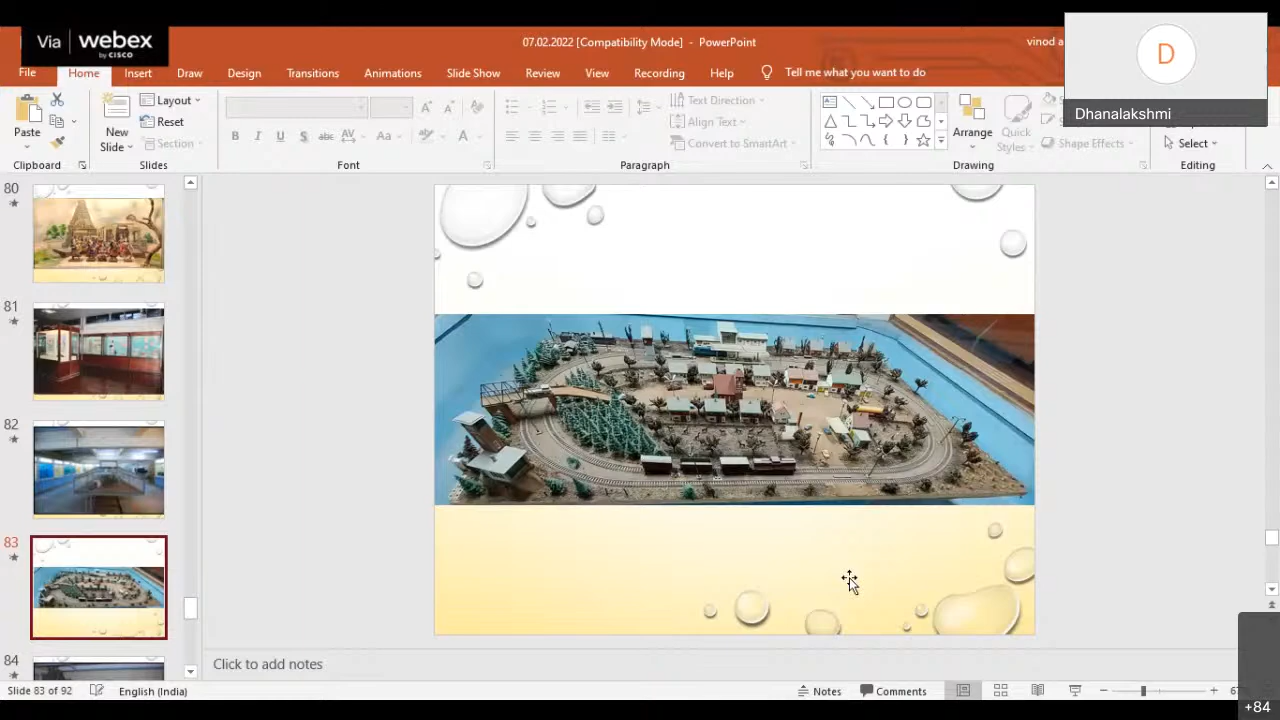 Via webex
by CISCO
07.02.2022 [Compatibility Mode] - PowerPoint
vinod a
D
Dhanalakshmi
File Home Insert Draw Design Transitions Animations Slide Show Review View Recording Help Tell me what you want to do
Paste
New
Slide
Layout
Reset
Section
B I U S abc AV Aa A
A A
Text Direction
Align Text
Convert to SmartArt
Arrange
Quick
Styles
Shape Effects
Select
Clipboard Slides Font Paragraph Drawing Editing
80
81
82
83
84
Click to add notes
Slide 83 of 92 English (India) Notes Comments
+84